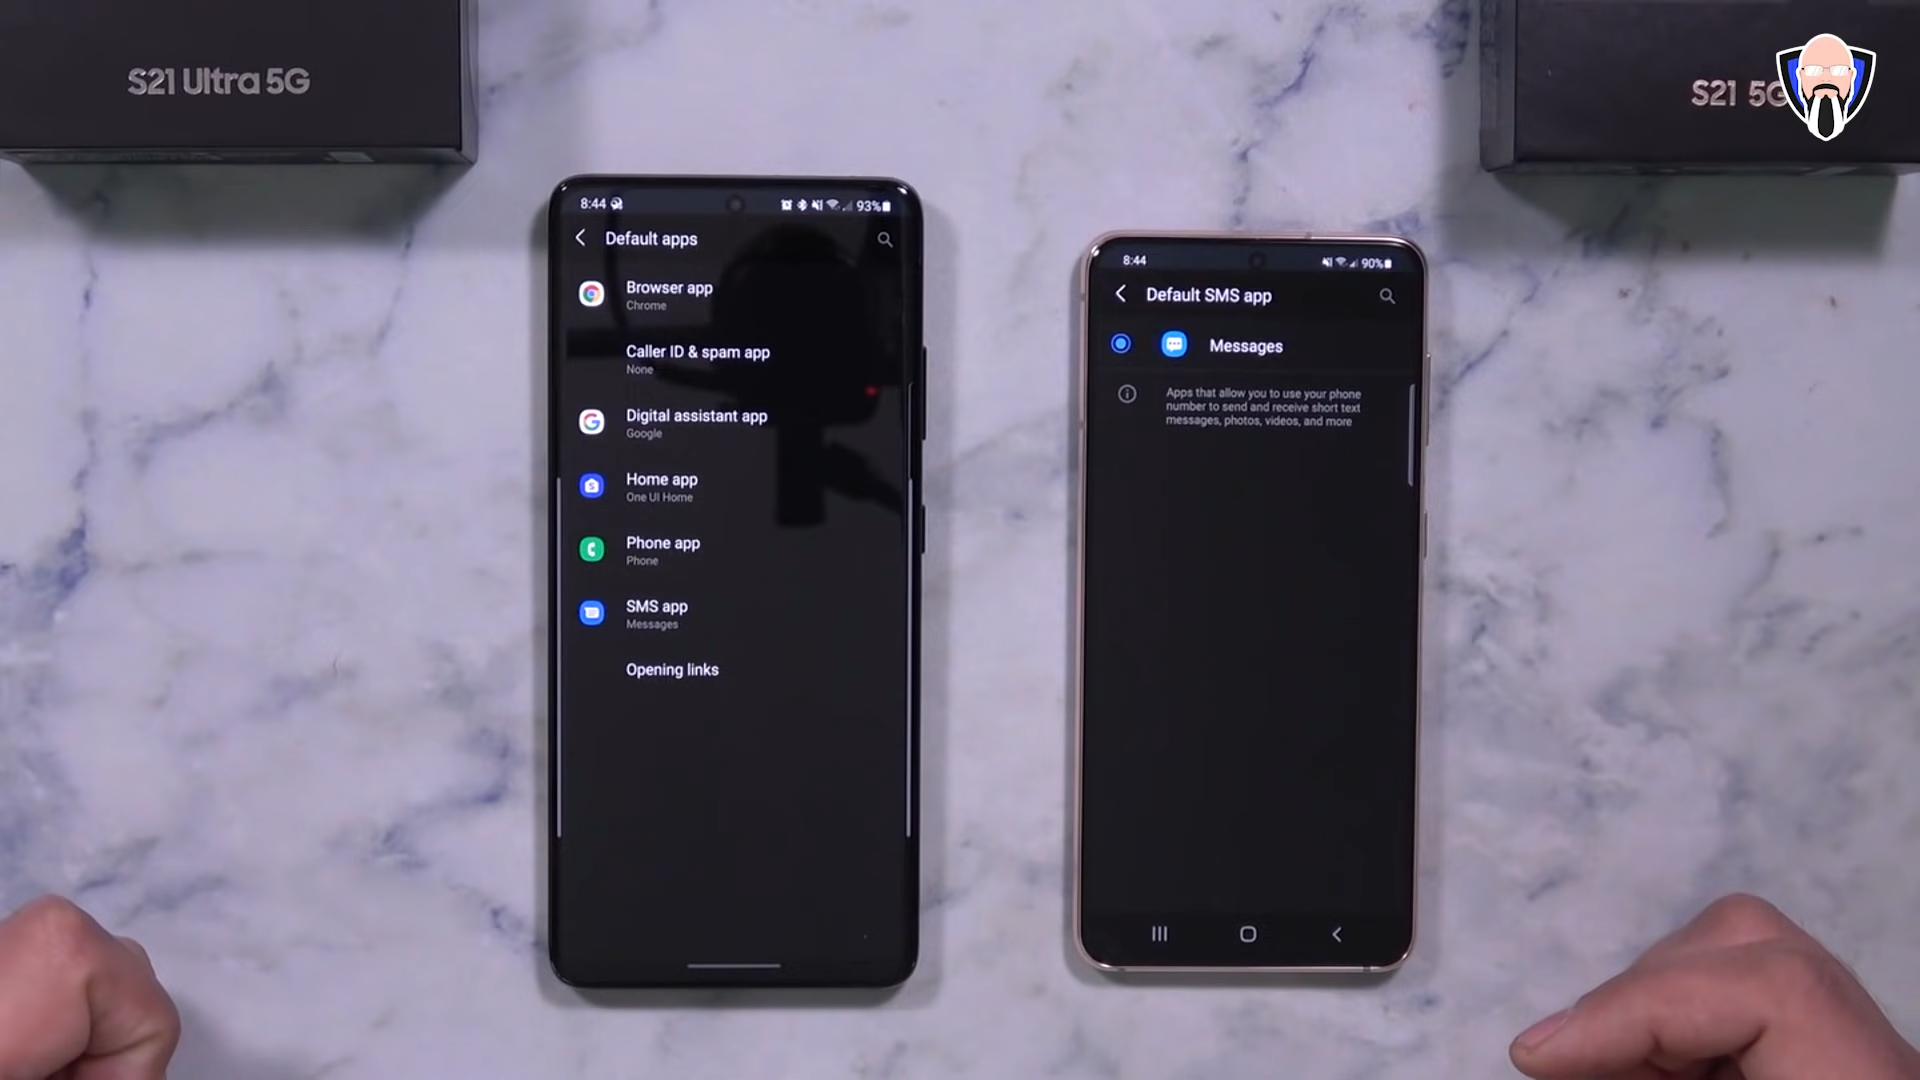 S21 Ultra 5G
S21 5G
8:44
93%
Default apps
Browser app
Chrome
Caller ID & spam app
None
Digital assistant app
Google
Home app
One UI Home
Phone app
Phone
SMS app
Messages
Opening links
8:44
90%
Default SMS app
Messages
Apps that allow you to use your phone
number to send and receive short text
messages, photos, videos, and more